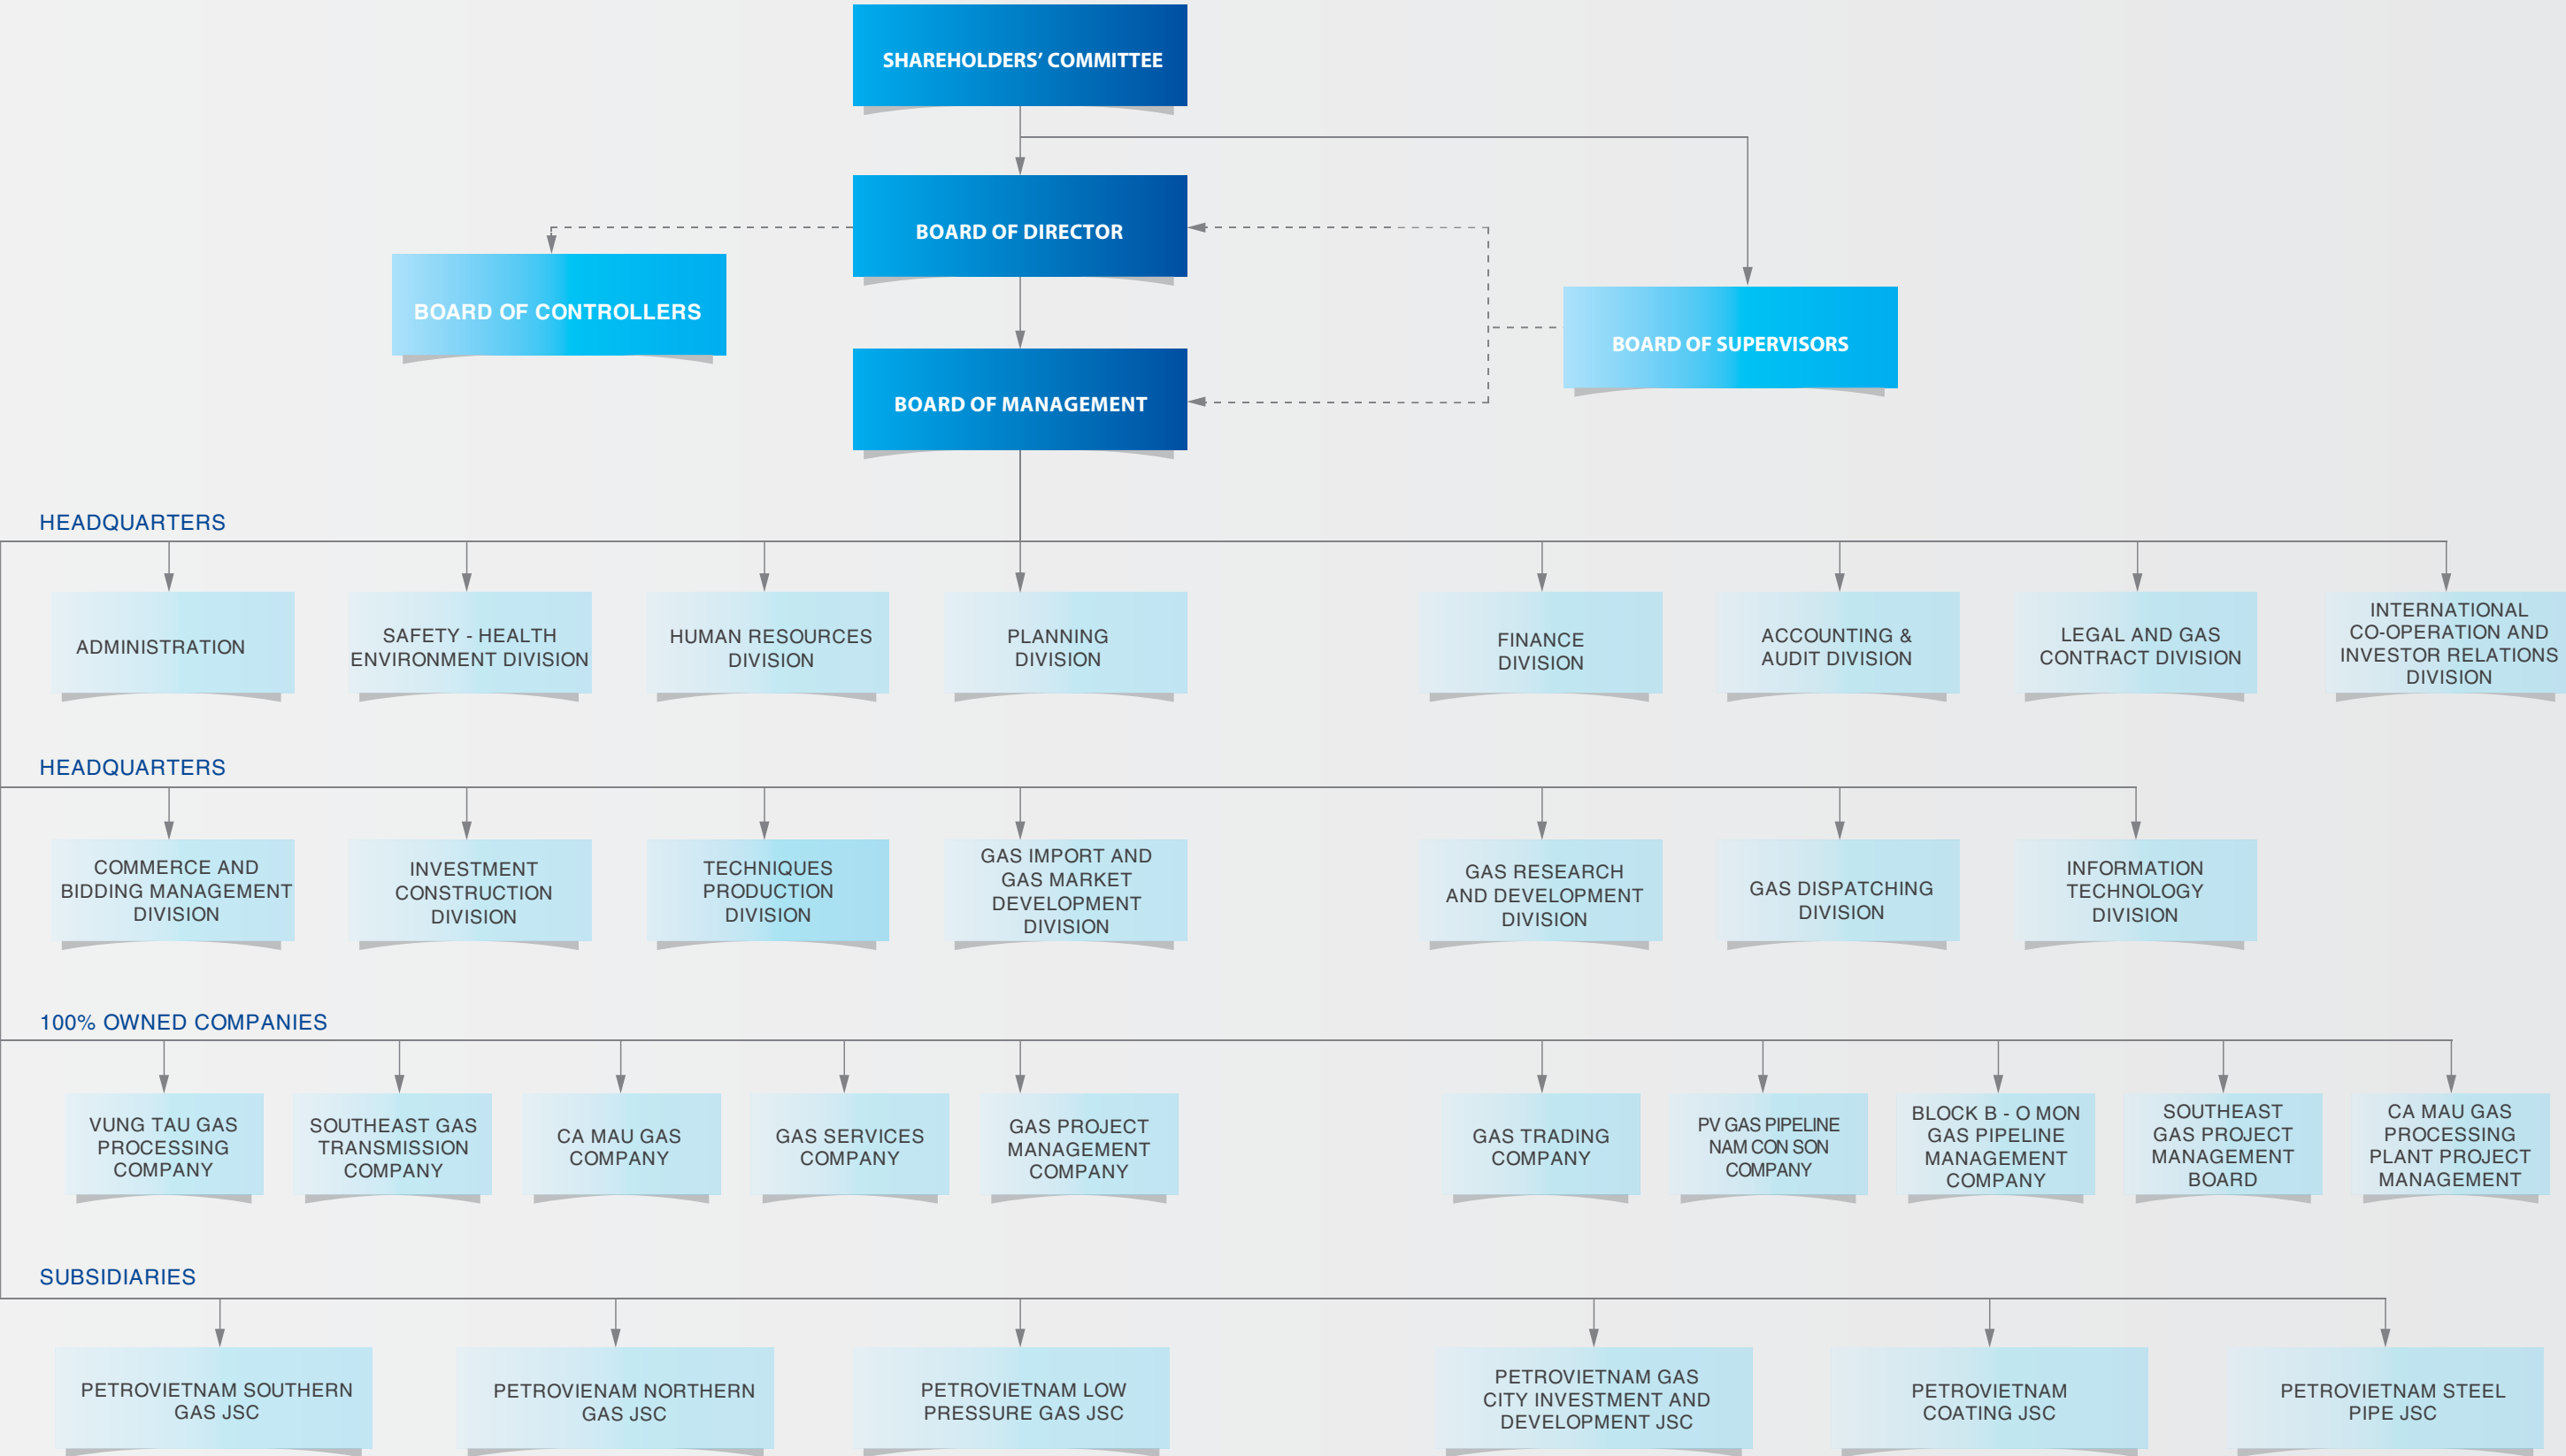 SHAREHOLDERS’ COMMITTEE
BOARD OF DIRECTOR
BOARD OF CONTROLLERS
BOARD OF SUPERVISORS
BOARD OF MANAGEMENT
HEADQUARTERS
ADMINISTRATION
SAFETY - HEALTH
ENVIRONMENT DIVISION
HUMAN RESOURCES
DIVISION
PLANNING
DIVISION
FINANCE
DIVISION
ACCOUNTING &
AUDIT DIVISION
LEGAL AND GAS
CONTRACT DIVISION
INTERNATIONAL
CO-OPERATION AND
INVESTOR RELATIONS
DIVISION
HEADQUARTERS
COMMERCE AND
BIDDING MANAGEMENT
DIVISION
INVESTMENT
CONSTRUCTION
DIVISION
TECHNIQUES
PRODUCTION
DIVISION
GAS IMPORT AND
GAS MARKET
DEVELOPMENT
DIVISION
GAS RESEARCH
AND DEVELOPMENT
DIVISION
GAS DISPATCHING
DIVISION
INFORMATION
TECHNOLOGY
DIVISION
100% OWNED COMPANIES
VUNG TAU GAS
PROCESSING
COMPANY
SOUTHEAST GAS
TRANSMISSION
COMPANY
CA MAU GAS
COMPANY
GAS SERVICES
COMPANY
GAS PROJECT
MANAGEMENT
COMPANY
GAS TRADING
COMPANY
PV GAS PIPELINE
NAM CON SON
COMPANY
BLOCK B - O MON
GAS PIPELINE
MANAGEMENT
COMPANY
SOUTHEAST
GAS PROJECT
MANAGEMENT
BOARD
CA MAU GAS
PROCESSING
PLANT PROJECT
MANAGEMENT
SUBSIDIARIES
PETROVIETNAM SOUTHERN
GAS JSC
PETROVIENAM NORTHERN
GAS JSC
PETROVIETNAM LOW
PRESSURE GAS JSC
PETROVIETNAM GAS
CITY INVESTMENT AND
DEVELOPMENT JSC
PETROVIETNAM
COATING JSC
PETROVIETNAM STEEL
PIPE JSC